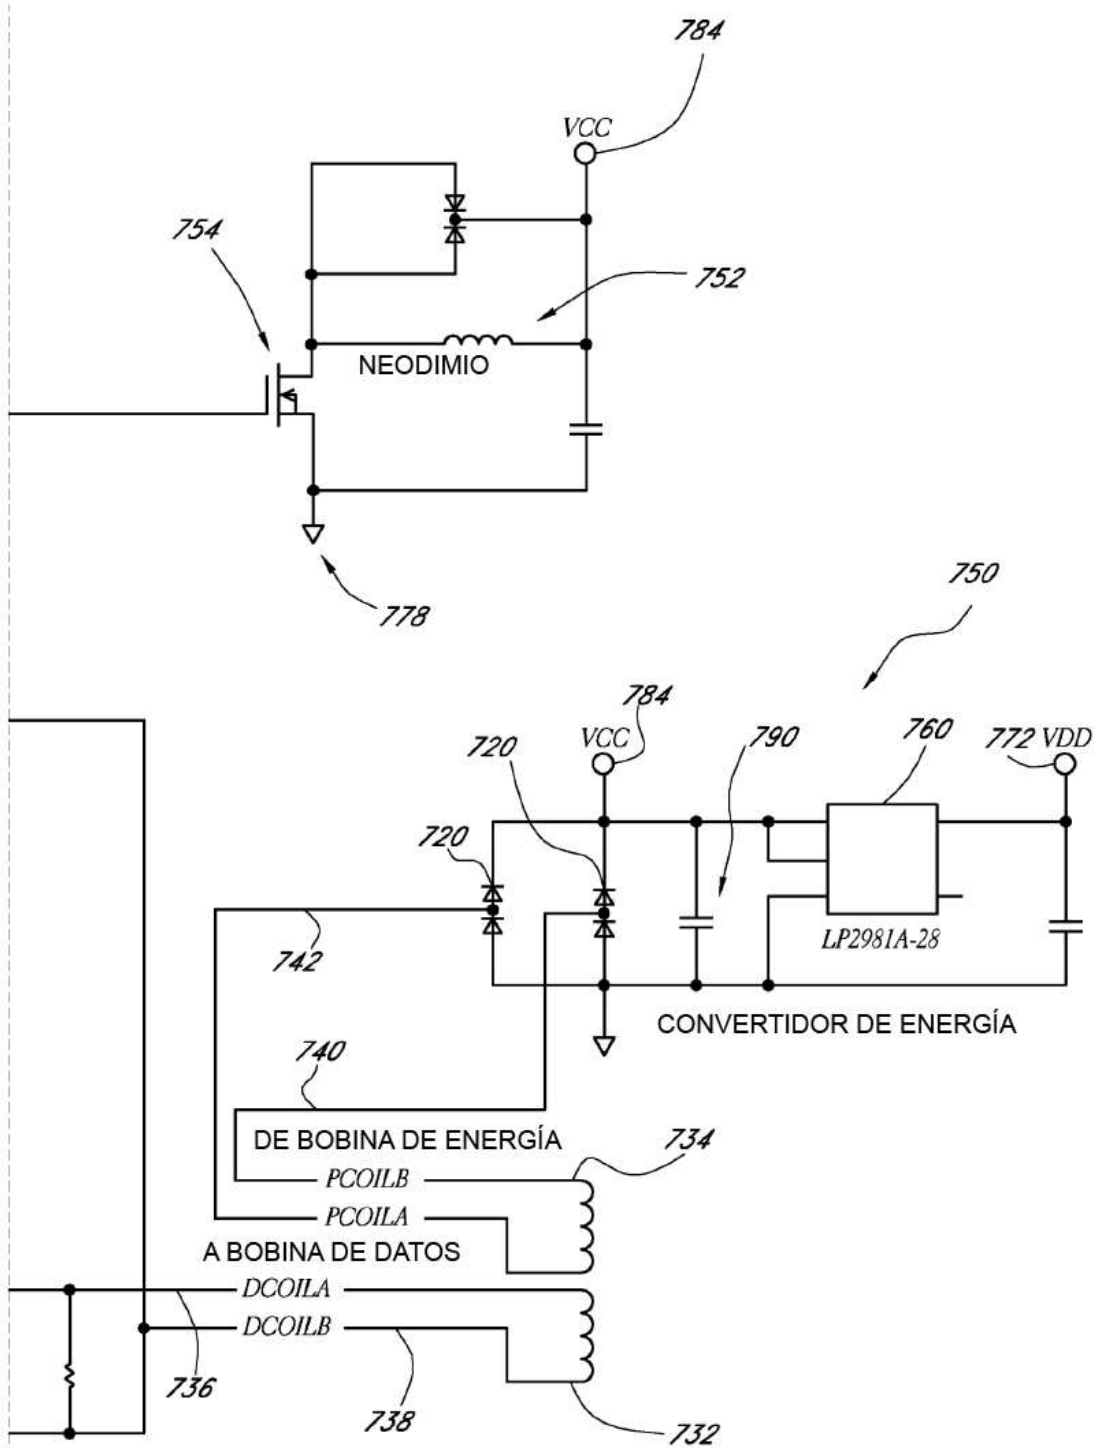 784
VCC
754
752
NEODIMIO
778
750
784
720
VCC
790
760
772 VDD
720
742
LP2981A-28
CONVERTIDOR DE ENERGÍA
740
DE BOBINA DE ENERGÍA
734
PCOILB
PCOILA
A BOBINA DE DATOS
DCOILA
DCOILB
736
738
732